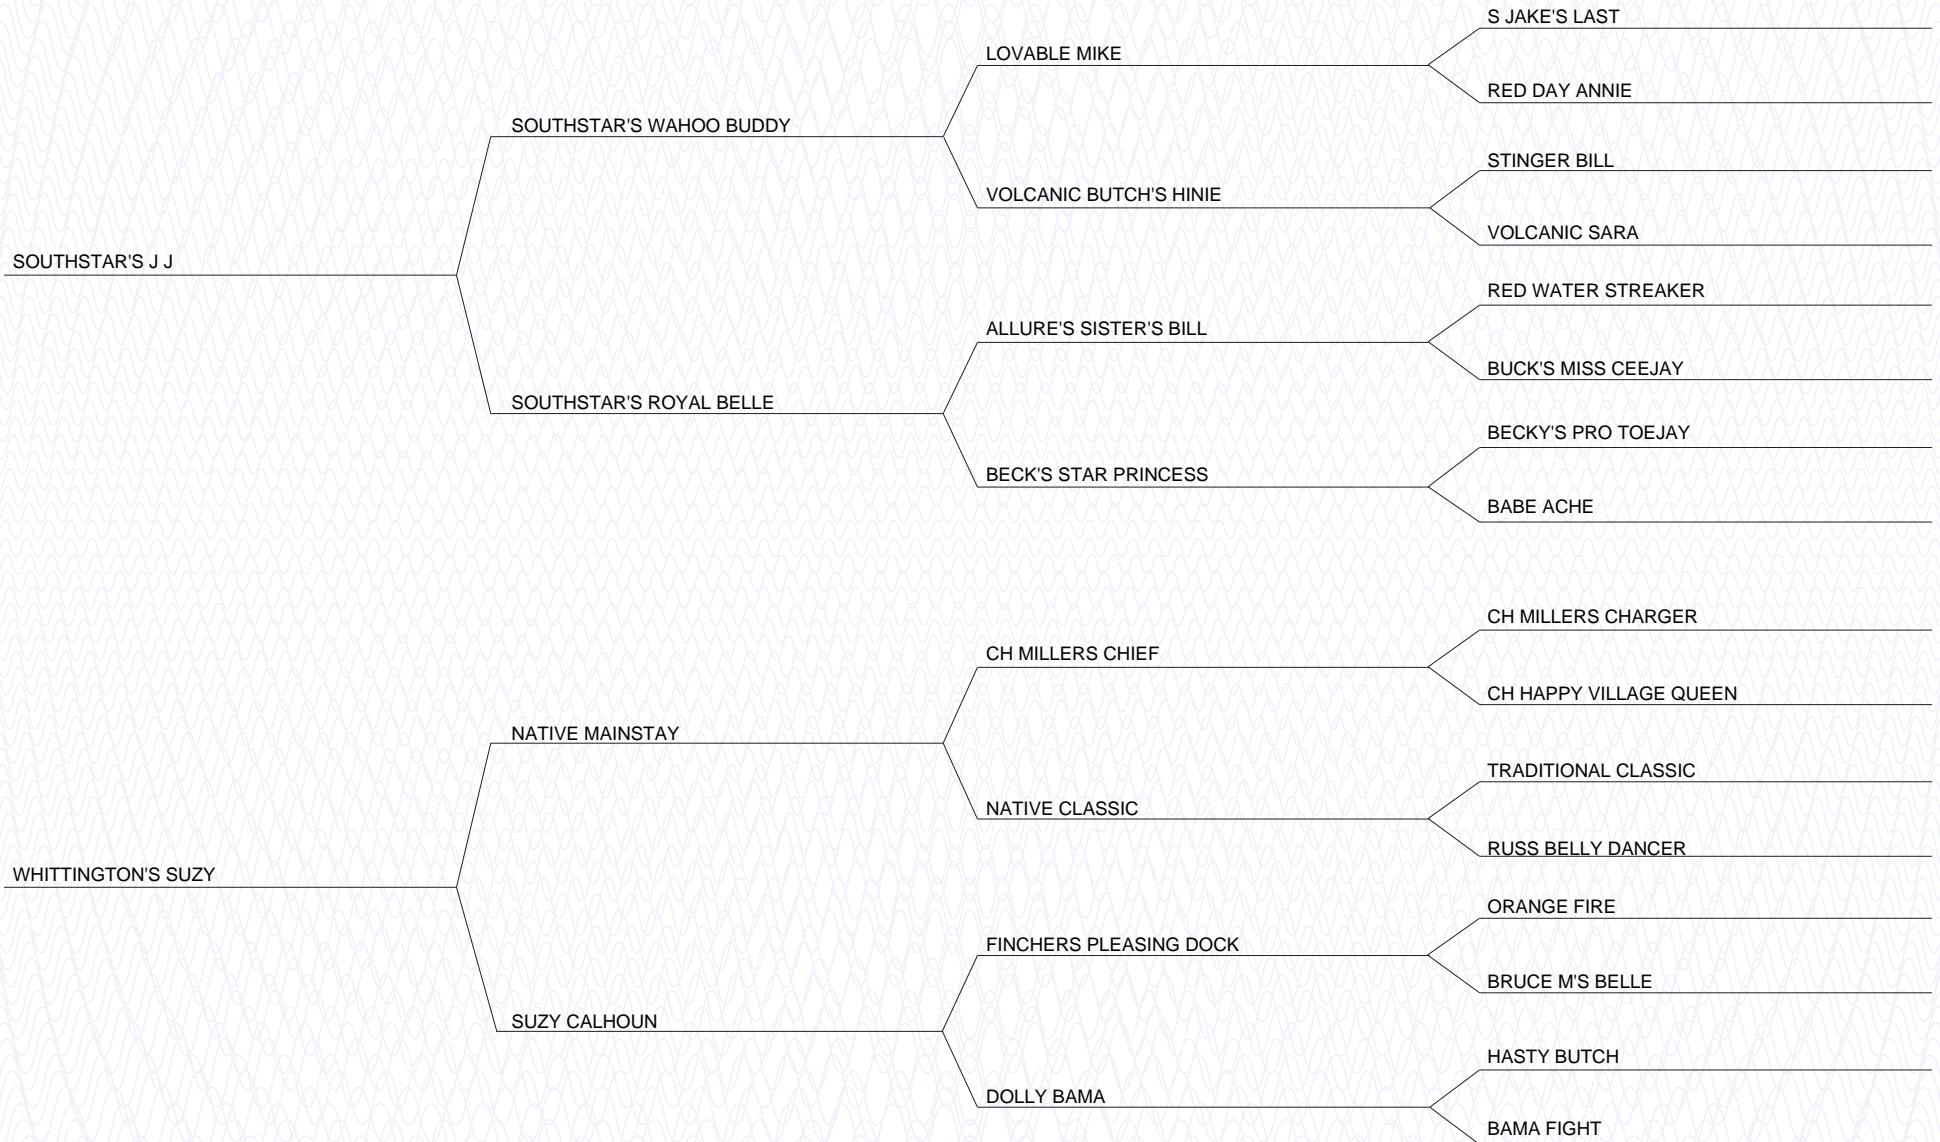 S JAKE'S LAST
LOVABLE MIKE
RED DAY ANNIE
SOUTHSTAR'S WAHOO BUDDY
STINGER BILL
VOLCANIC BUTCH'S HINIE
VOLCANIC SARA
SOUTHSTAR'S J J
RED WATER STREAKER
ALLURE'S SISTER'S BILL
BUCK'S MISS CEEJAY
SOUTHSTAR'S ROYAL BELLE
BECKY'S PRO TOEJAY
BECK'S STAR PRINCESS
BABE ACHE
CH MILLERS CHARGER
CH MILLERS CHIEF
CH HAPPY VILLAGE QUEEN
NATIVE MAINSTAY
TRADITIONAL CLASSIC
NATIVE CLASSIC
RUSS BELLY DANCER
WHITTINGTON'S SUZY
ORANGE FIRE
FINCHERS PLEASING DOCK
BRUCE M'S BELLE
SUZY CALHOUN
HASTY BUTCH
DOLLY BAMA
BAMA FIGHT